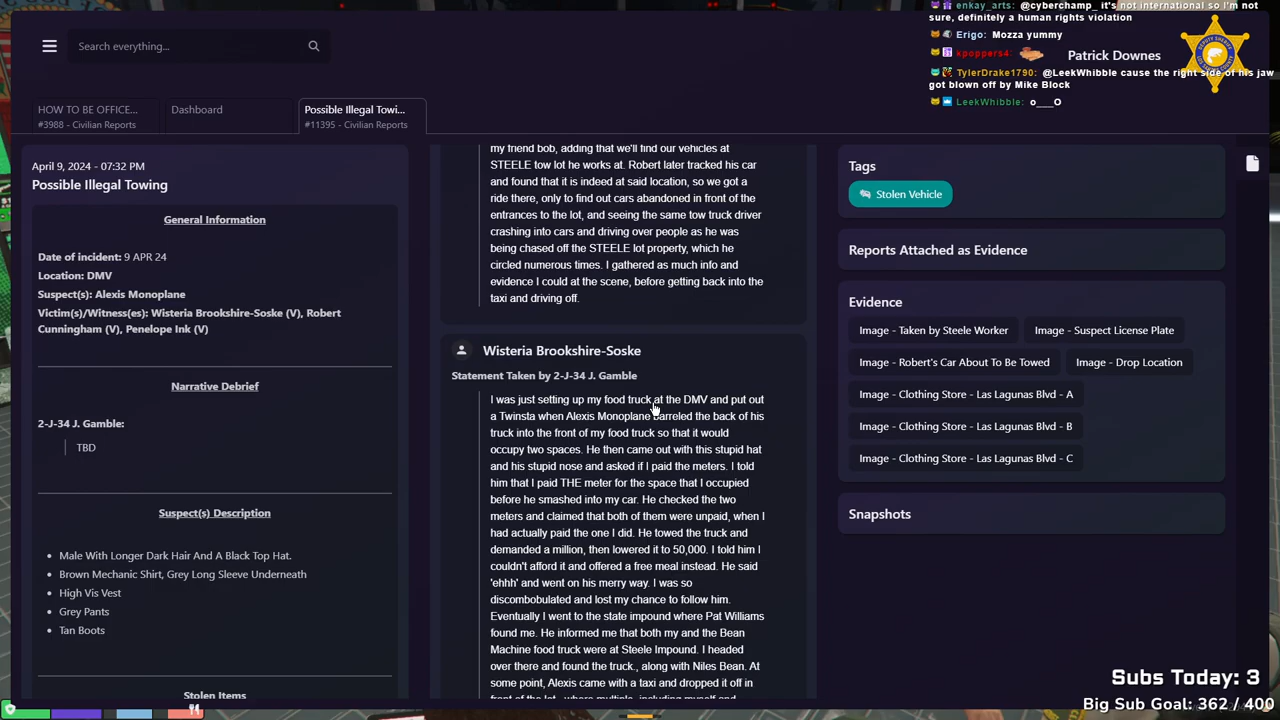 enkay_arts: @cyberchamp_ it's not international so I'm not
sure, definitely a human rights violation
Erigo: Mozza yummy
kpoppers4:
TylerDrake1790: @LeekWhibble cause the right side of his jaw
got blown off by Mike Block
LeekWhibble: o___O
Search everything...
Patrick Downes
HOW TO BE OFFICE...
#3988 - Civilian Reports
Dashboard
Possible Illegal Towi...
#11395 - Civilian Reports
April 9, 2024 - 07:32 PM
Possible Illegal Towing
General Information
Date of incident: 9 APR 24
Location: DMV
Suspect(s): Alexis Monoplane
Victim(s)/Witness(es): Wisteria Brookshire-Soske (V), Robert
Cunningham (V), Penelope Ink (V)
Narrative Debrief
2-J-34 J. Gamble:
TBD
Suspect(s) Description
Male With Longer Dark Hair And A Black Top Hat.
Brown Mechanic Shirt, Grey Long Sleeve Underneath
High Vis Vest
Grey Pants
Tan Boots
Stolen Items
my friend bob, adding that we'll find our vehicles at
STEELE tow lot he works at. Robert later tracked his car
and found that it is indeed at said location, so we got a
ride there, only to find out cars abandoned in front of the
entrances to the lot, and seeing the same tow truck driver
crashing into cars and driving over people as he was
being chased off the STEELE lot property, which he
circled numerous times. I gathered as much info and
evidence I could at the scene, before getting back into the
taxi and driving off.
Wisteria Brookshire-Soske
Statement Taken by 2-J-34 J. Gamble
I was just setting up my food truck at the DMV and put out
a Twinsta when Alexis Monoplane barreled the back of his
truck into the front of my food truck so that it would
occupy two spaces. He then came out with this stupid hat
and his stupid nose and asked if I paid the meters. I told
him that I paid THE meter for the space that I occupied
before he smashed into my car. He checked the two
meters and claimed that both of them were unpaid, when I
had actually paid the one I did. He towed the truck and
demanded a million, then lowered it to 50,000. I told him I
couldn't afford it and offered a free meal instead. He said
'ehhh' and went on his merry way. I was so
discombobulated and lost my chance to follow him.
Eventually I went to the state impound where Pat Williams
found me. He informed me that both my and the Bean
Machine food truck were at Steele Impound. I headed
over there and found the truck., along with Niles Bean. At
some point, Alexis came with a taxi and dropped it off in
front of the lot , where multiple, including myself and
Tags
Stolen Vehicle
Reports Attached as Evidence
Evidence
Image - Taken by Steele Worker
Image - Suspect License Plate
Image - Robert's Car About To Be Towed
Image - Drop Location
Image - Clothing Store - Las Lagunas Blvd - A
Image - Clothing Store - Las Lagunas Blvd - B
Image - Clothing Store - Las Lagunas Blvd - C
Snapshots
Subs Today: 3
Big Sub Goal: 362 / 400